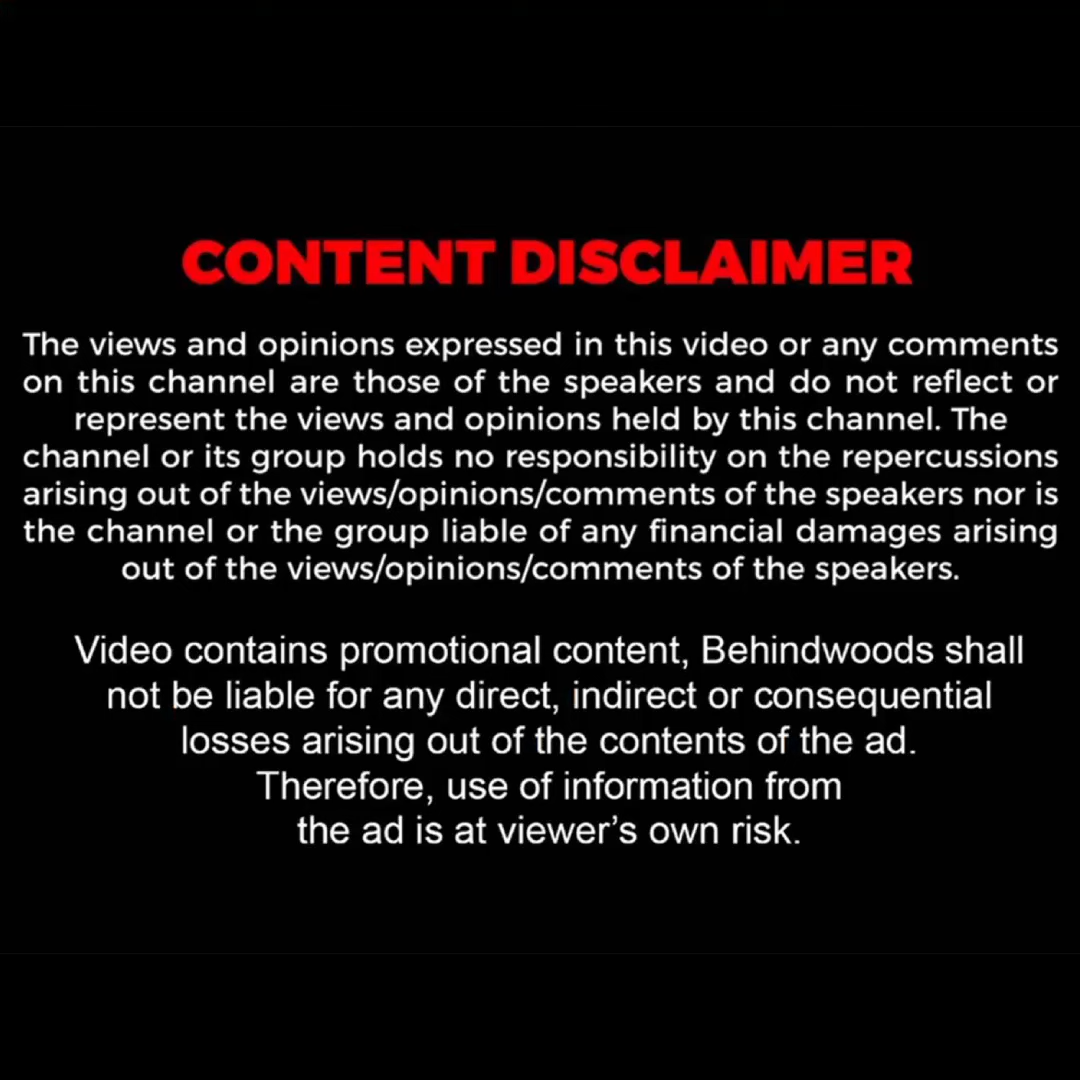 CONTENT DISCLAIMER
The views and opinions expressed in this video or any comments
on this channel are those of the speakers and do not reflect or
represent the views and opinions held by this channel. The
channel or its group holds no responsibility on the repercussions
arising out of the views/opinions/comments of the speakers nor is
the channel or the group liable of any financial damages arising
out of the views/opinions/comments of the speakers.
Video contains promotional content, Behindwoods shall
not be liable for any direct, indirect or consequential
losses arising out of the contents of the ad.
Therefore, use of information from
the ad is at viewer’s own risk.